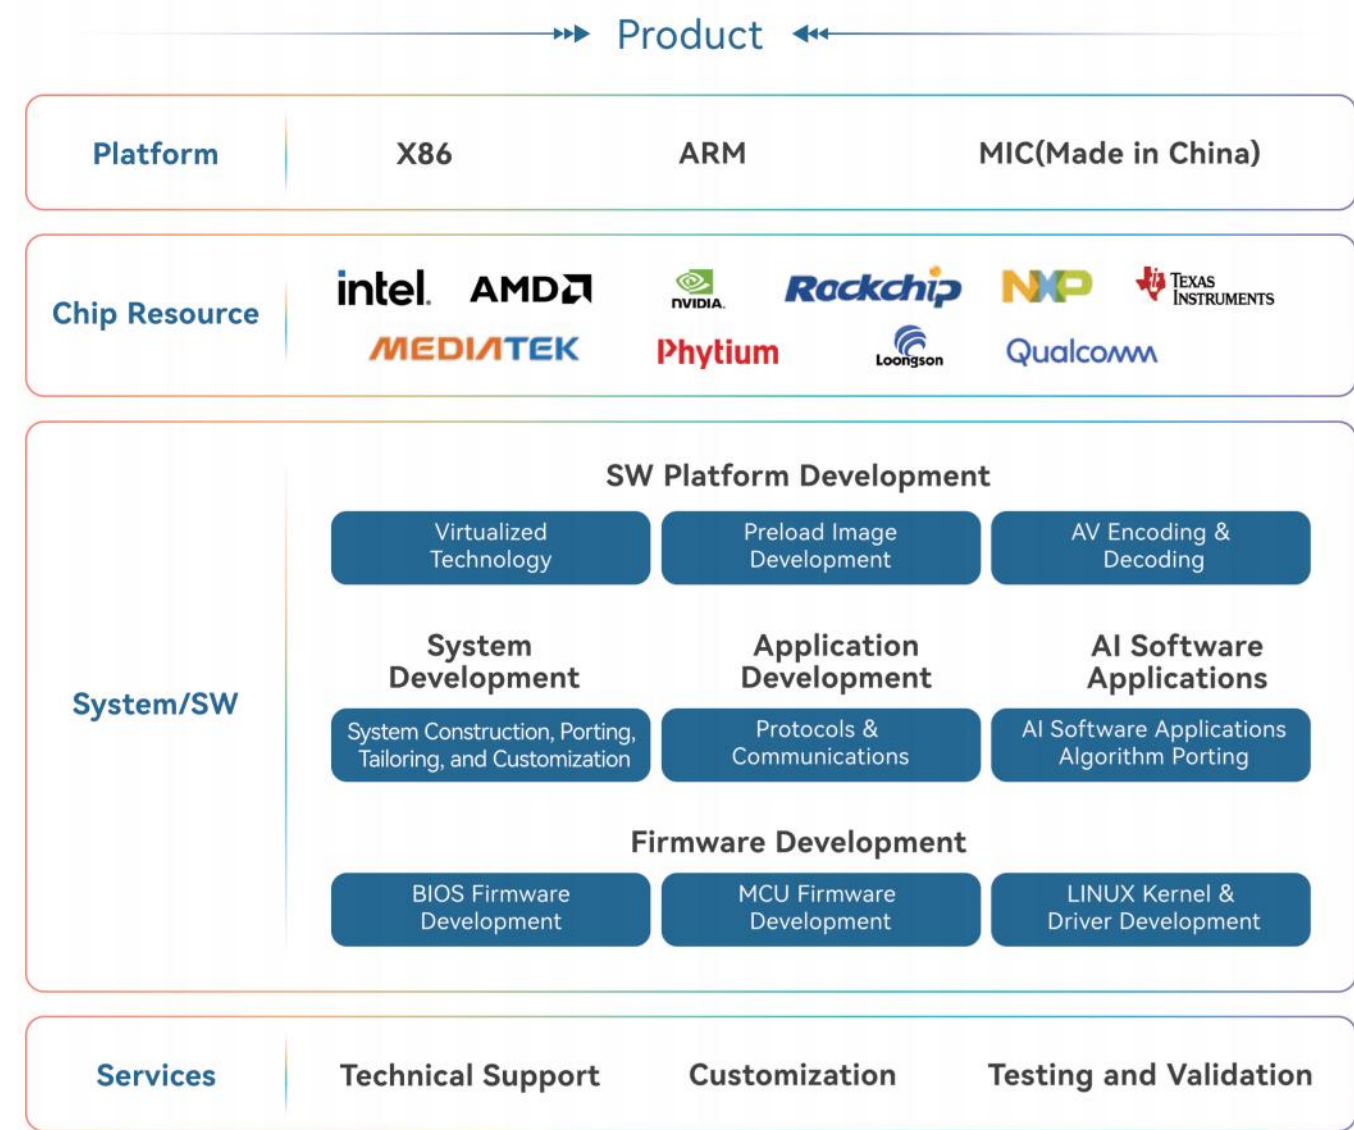 Product
Platform
X86
ARM
MIC(Made in China)
Chip Resource
intel.
AMD
NVIDIA.
Rockchip
NXP
TEXAS
INSTRUMENTS
MEDIATEK
Phytium
Loongson
Qualcomm
System/SW
SW Platform Development
Virtualized
Technology
Preload Image
Development
AV Encoding &
Decoding
System
Development
Application
Development
AI Software
Applications
System Construction, Porting,
Tailoring, and Customization
Protocols &
Communications
AI Software Applications
Algorithm Porting
Firmware Development
BIOS Firmware
Development
MCU Firmware
Development
LINUX Kernel &
Driver Development
Services
Technical Support
Customization
Testing and Validation